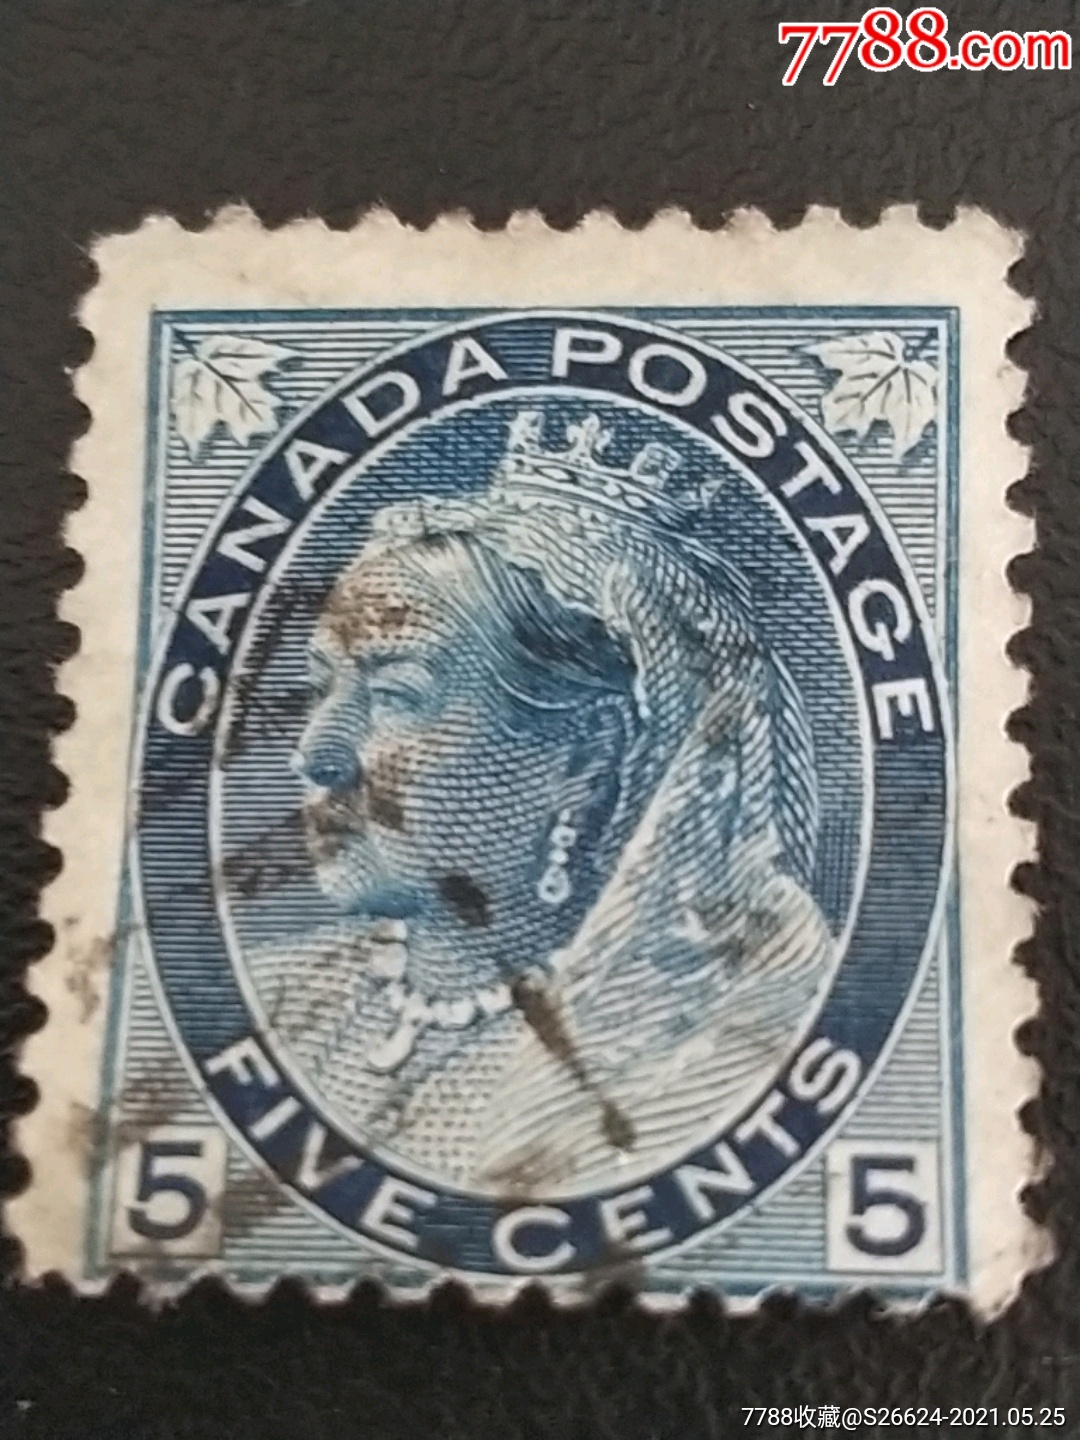 7788.com
CANADA POSTAGE
FIVE CENTS
5
5
7788收藏@S26624-2021.05.25